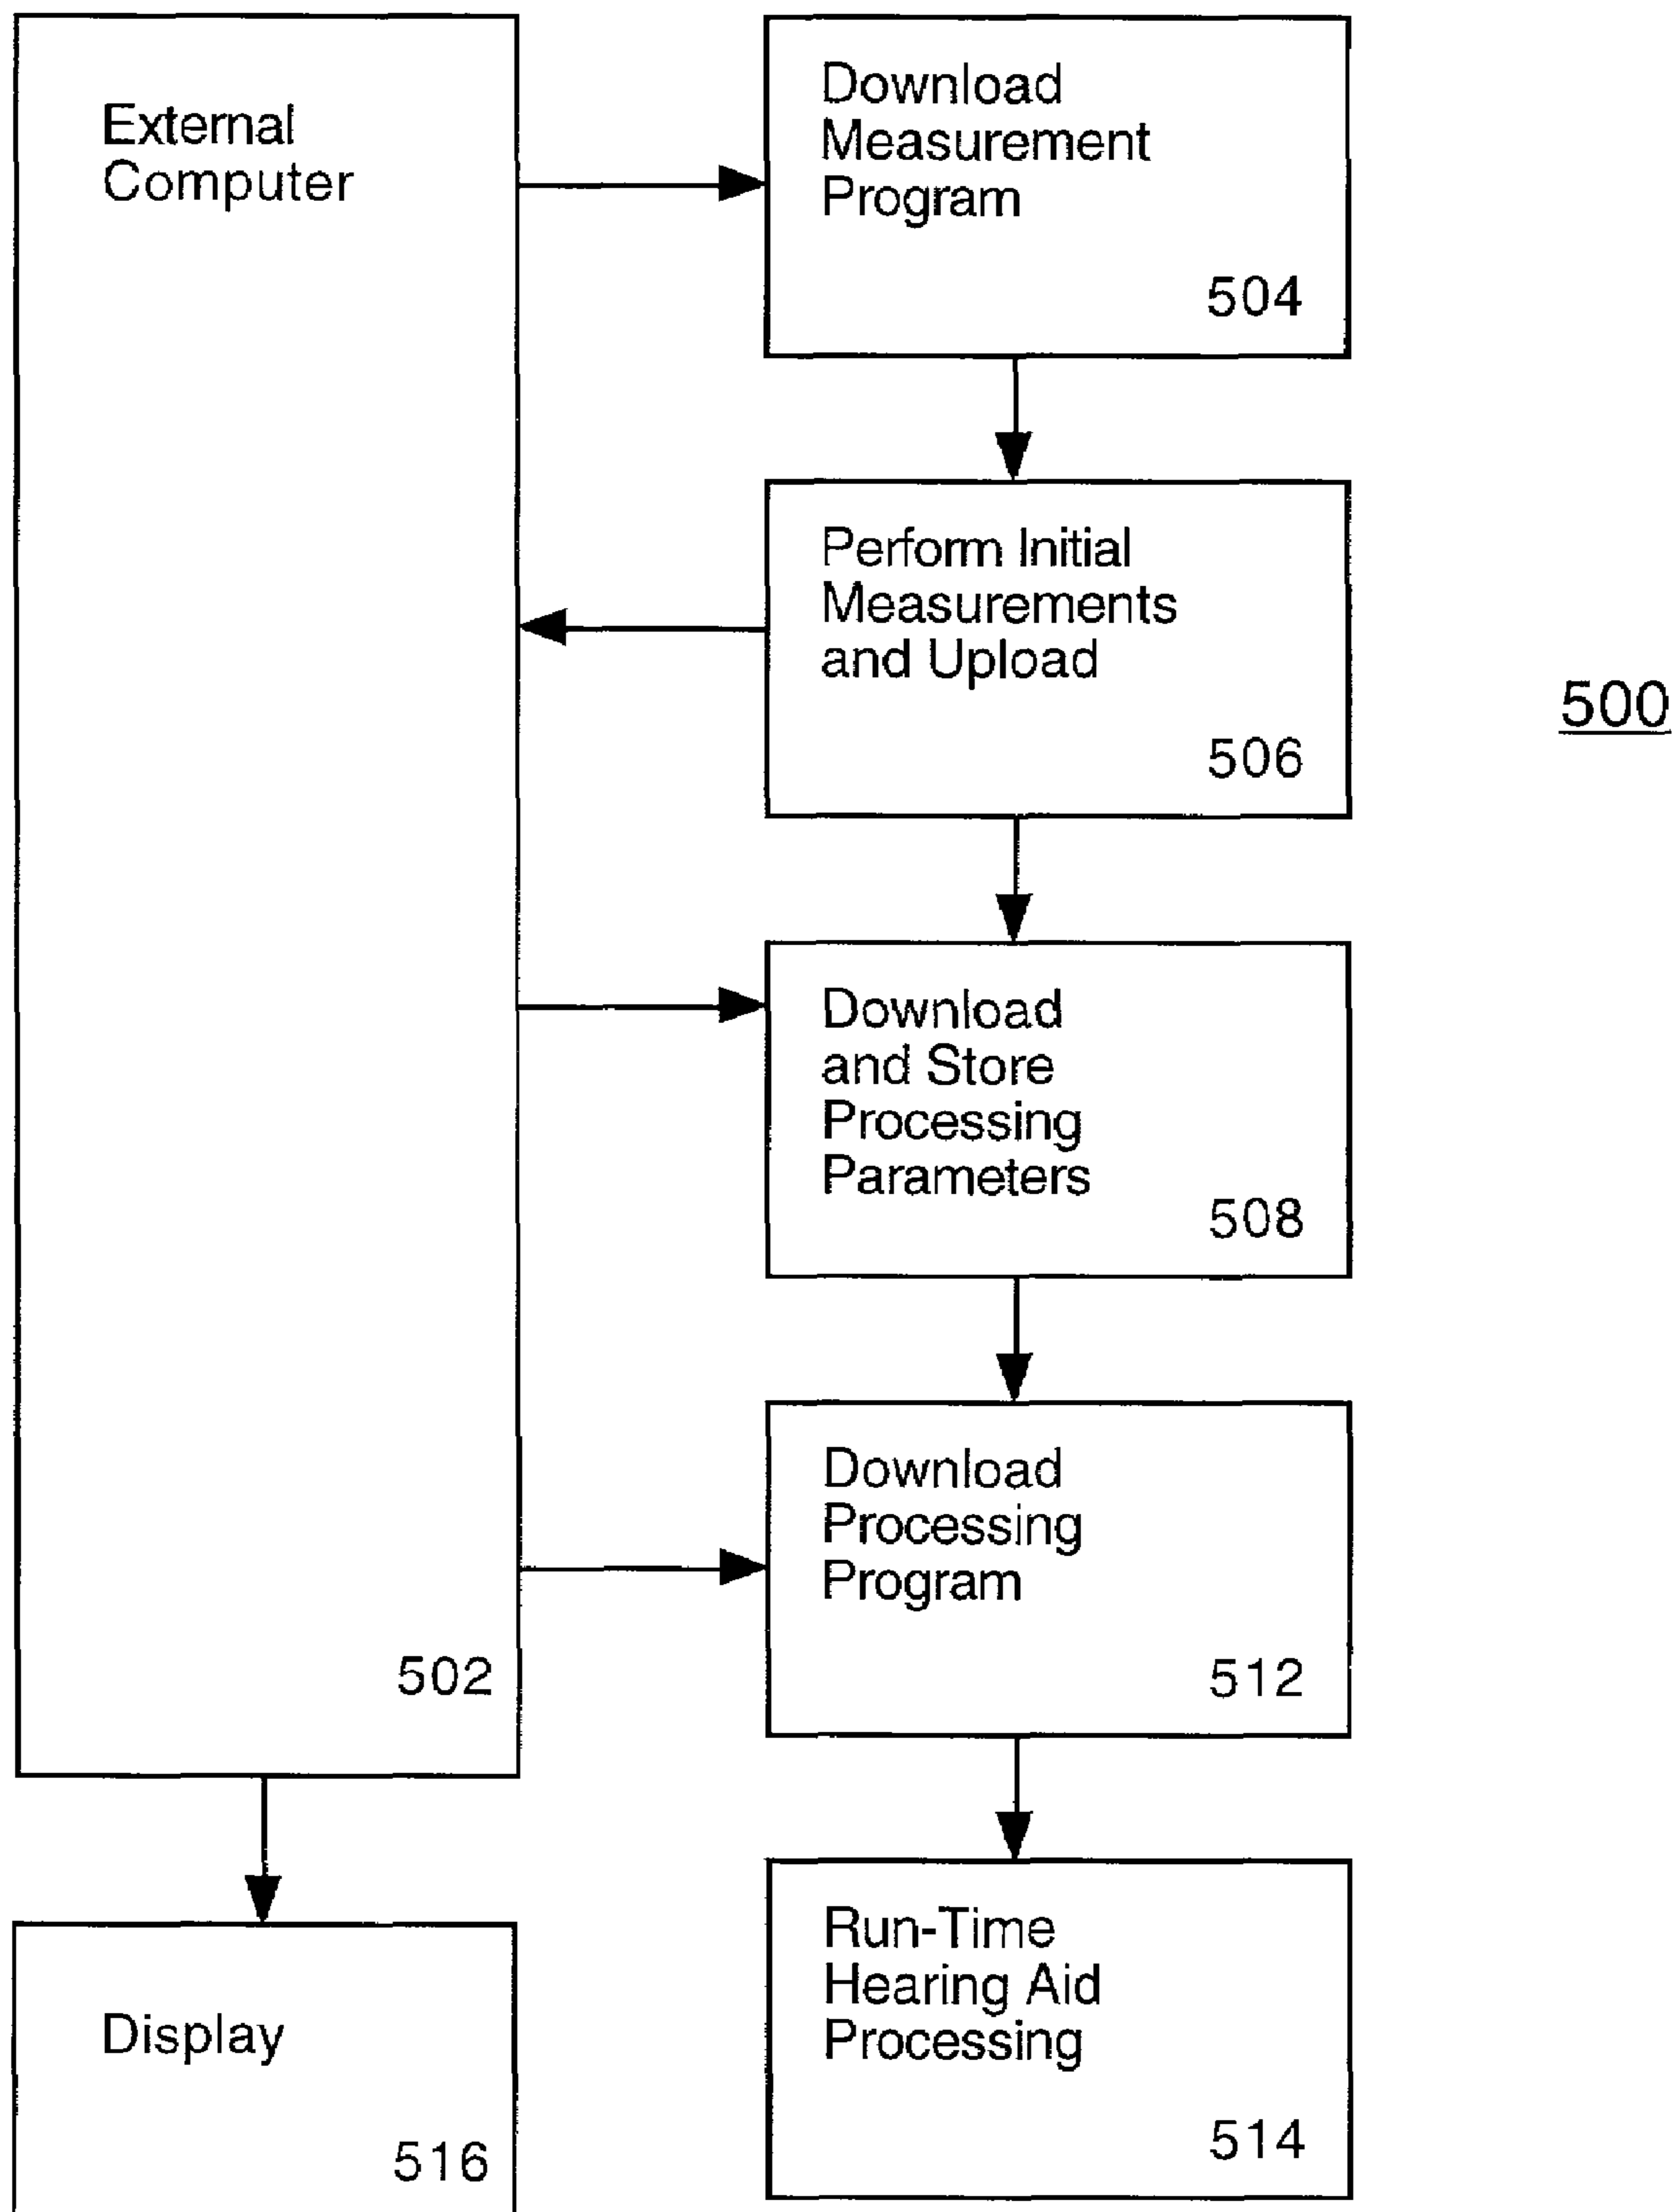 External
Computer
502
Download
Measurement
Program
504
Perform Initial
Measurements
and Upload
506
500
Download
and Store
Processing
Parameters
508
Download
Processing
Program
512
Run-Time
Hearing Aid
Processing
514
Display
516